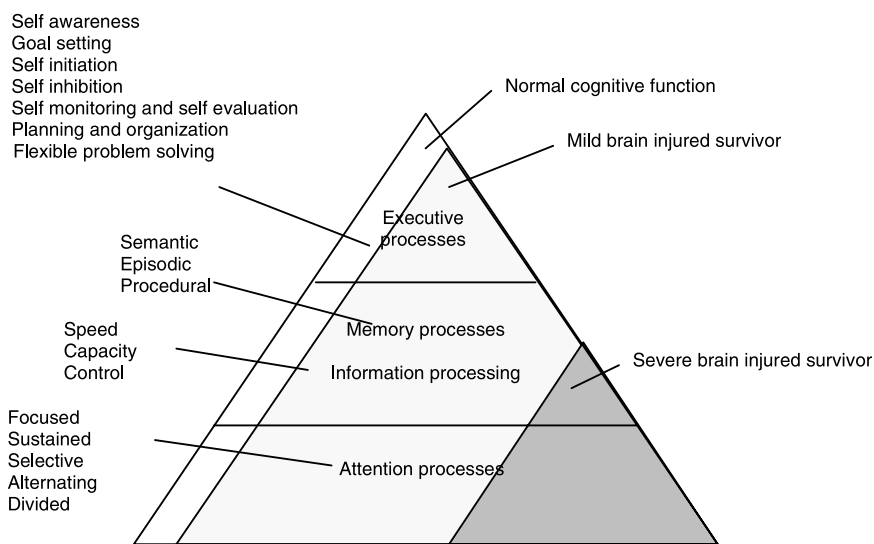 Self awareness
Goal setting
Self initiation
Self inhibition
Self monitoring and self evaluation
Planning and organization
Flexible problem solving
Normal cognitive function
Mild brain injured survivor
Executive
processes
Semantic
Episodic
Procedural
Memory processes
Speed
Capacity
Control
Information processing
Severe brain injured survivor
Focused
Sustained
Selective
Alternating
Divided
Attention processes